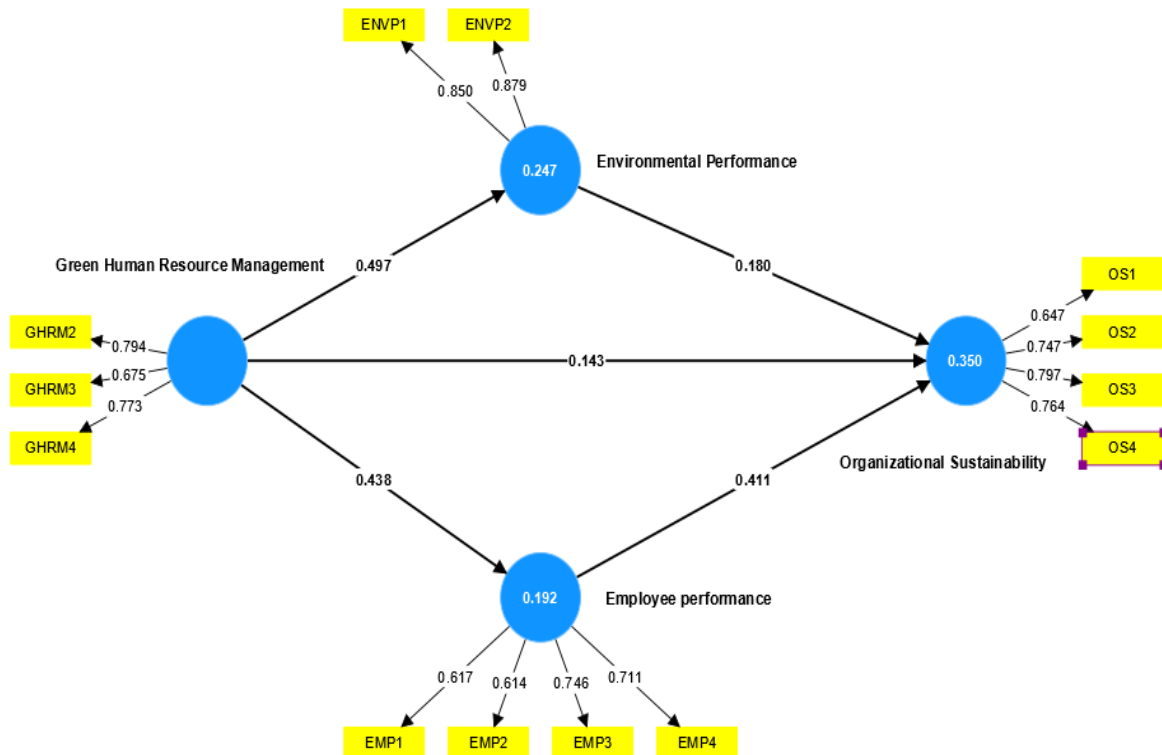 ENVP1
ENVP2
0.850
0.879
0.247
Environmental Performance
Green Human Resource Management
0.497
0.180
OS1
GHRM2
0.794
0.647
OS2
0.747
0.143
0.350
GHRM3
0.675
0.797
OS3
0.773
0.764
GHRM4
OS4
Organizational Sustainability
0.438
0.411
0.192
Employee performance
0.617
0.614
0.746
0.711
EMP1
EMP2
EMP3
EMP4